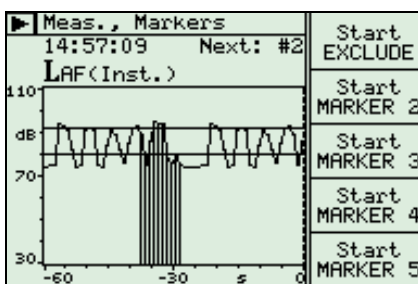 Meas., Markers
14:57:09 Next: #2
LAF(Inst.)
110
dB
70
30
-60 -30 s 0
Start
EXCLUDE
Start
MARKER 2
Start
MARKER 3
Start
MARKER 4
Start
MARKER 5